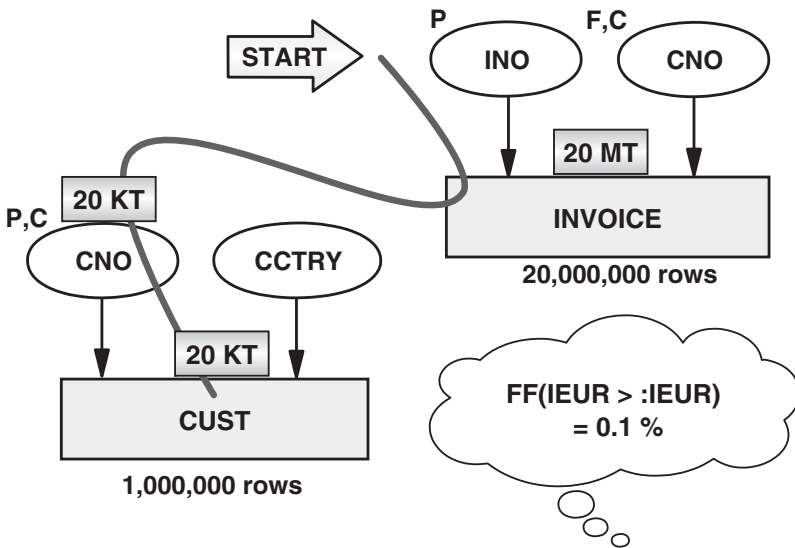 START
P
F,C
INO
CNO
20 MT
INVOICE
20,000,000 rows
20 KT
P,C
CNO
CCTRY
20 KT
CUST
1,000,000 rows
FF(IEUR > :IEUR)
= 0.1 %